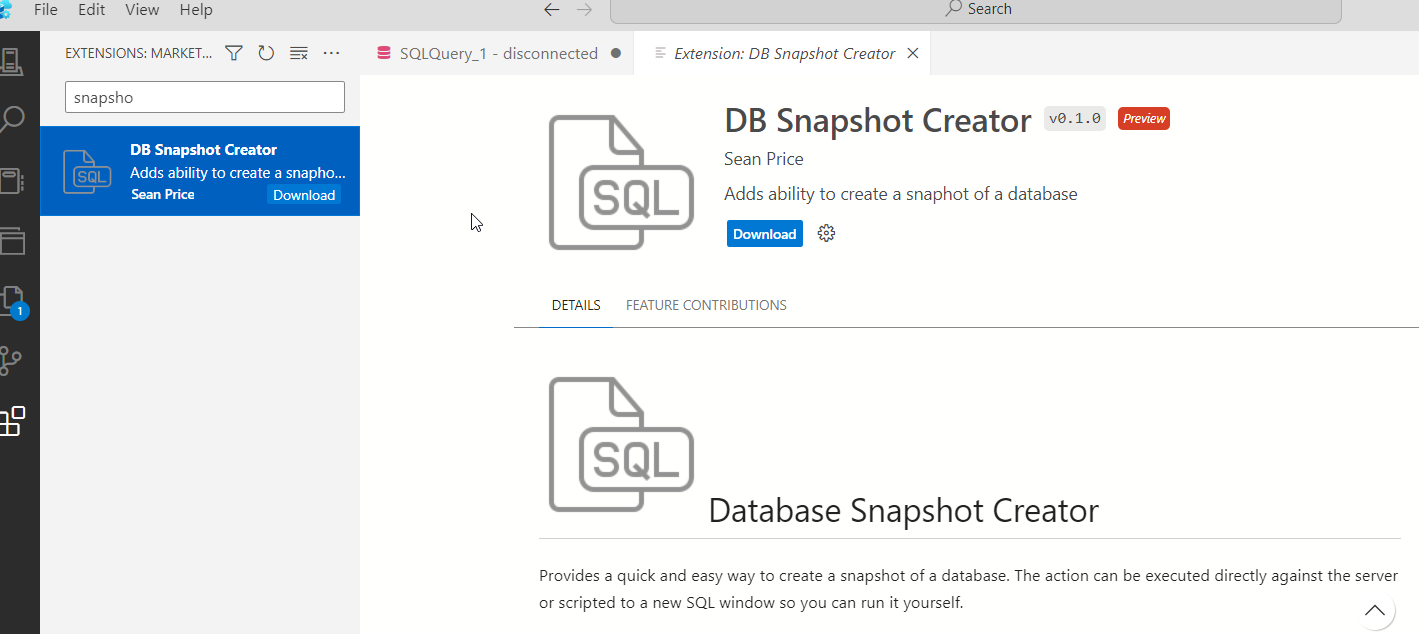 File Edit View Help
Search
EXTENSIONS: MARKET...
SQLQuery_1 - disconnected
Extension: DB Snapshot Creator
snapsho
DB Snapshot Creator
Adds ability to create a snapho...
Sean Price
Download
SQL
SQL
DB Snapshot Creator v0.1.0 Preview
Sean Price
Adds ability to create a snaphot of a database
Download
1
DETAILS FEATURE CONTRIBUTIONS
SQL
Database Snapshot Creator
Provides a quick and easy way to create a snapshot of a database. The action can be executed directly against the server
or scripted to a new SQL window so you can run it yourself.